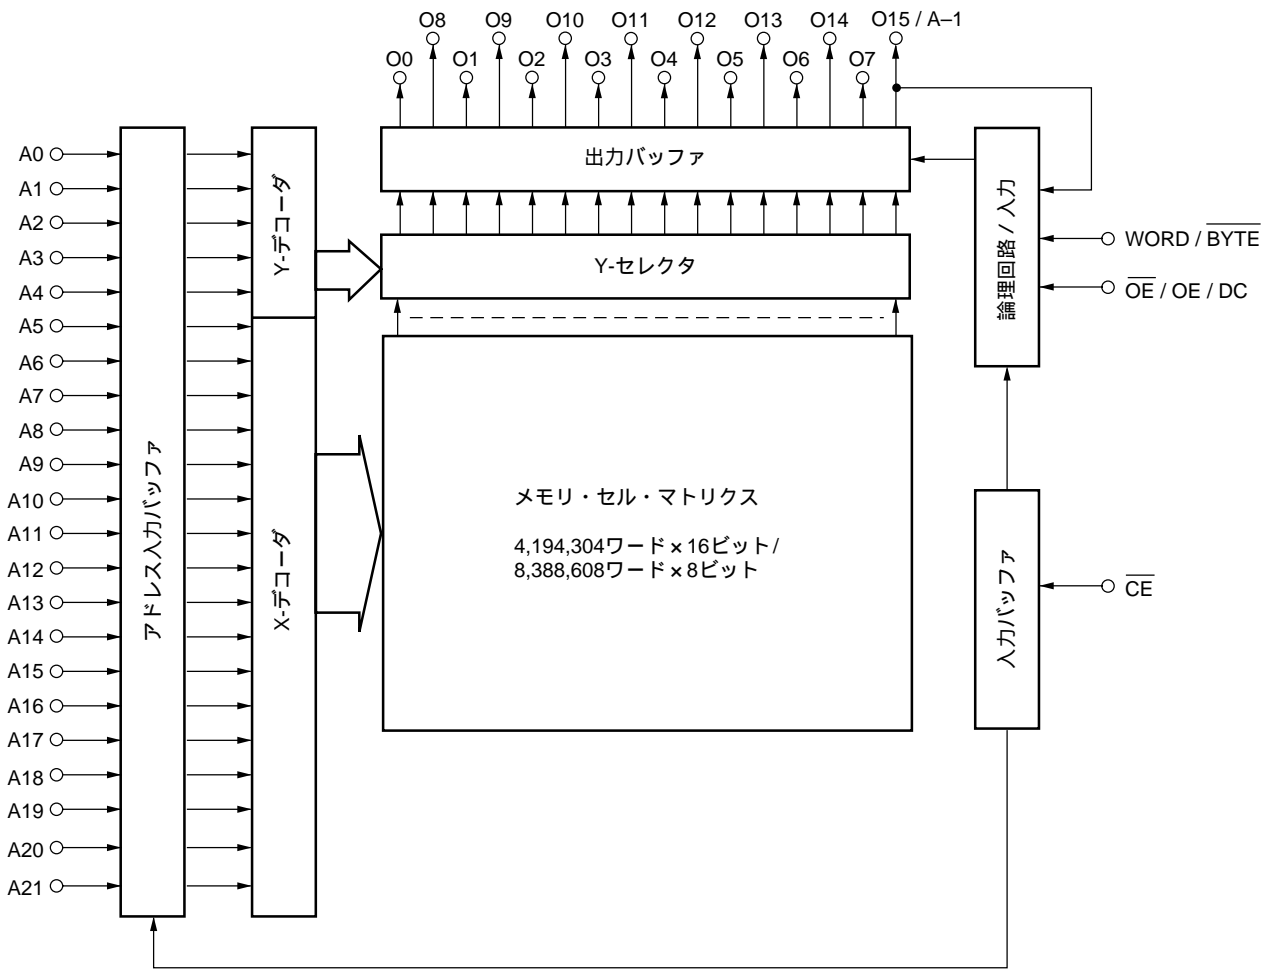 O8 O9 O10 O11 O12 O13 O14 O15 / A–1
O0 O1 O2 O3 O4 O5 O6 O7
A0
A1
A2
A3
A4
A5
A6
A7
A8
A9
A10
A11
A12
A13
A14
A15
A16
A17
A18
A19
A20
A21
アドレス入力バッファ
Y-デコーダ
X-デコーダ
出力バッファ
Y-セレクタ
メモリ・セル・マトリクス
4,194,304ワード×16ビット/
8,388,608ワード×8ビット
論理回路 / 入力
WORD / B̅Y̅T̅E̅
O̅E̅ / OE / DC
入力バッファ
C̅E̅